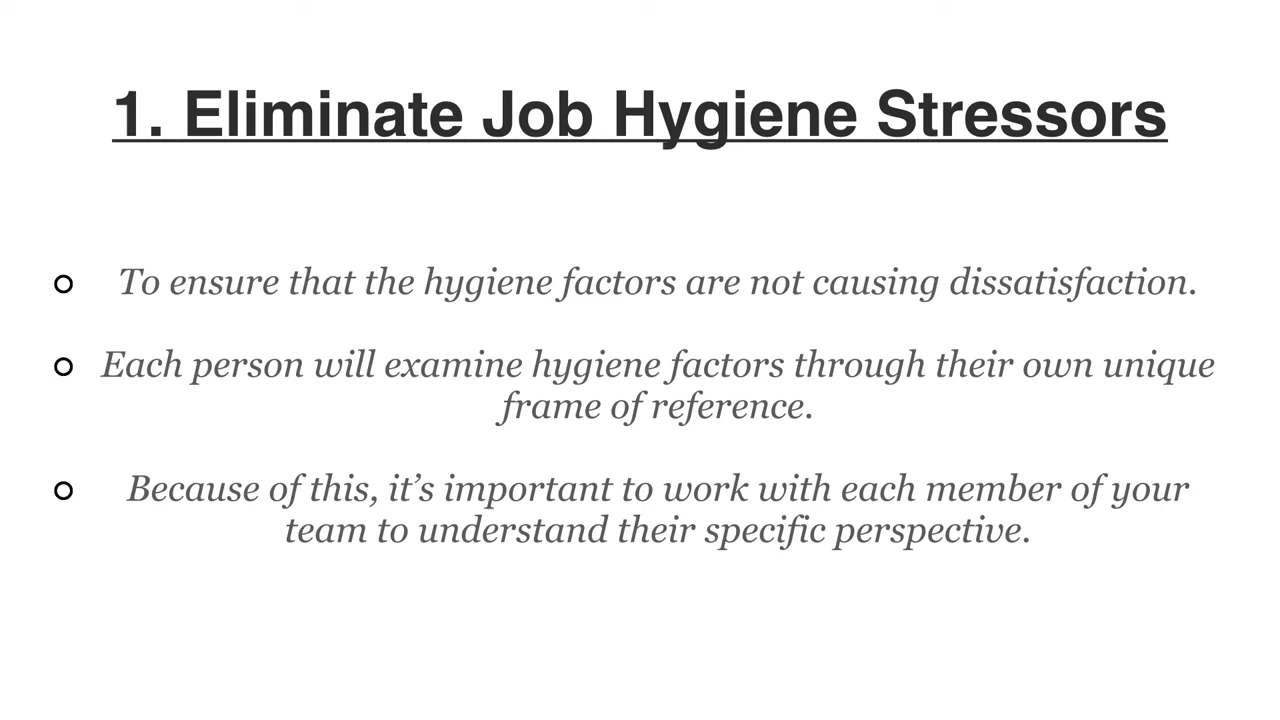 1. Eliminate Job Hygiene Stressors
To ensure that the hygiene factors are not causing dissatisfaction.
Each person will examine hygiene factors through their own unique
frame of reference.
Because of this, it’s important to work with each member of your
team to understand their specific perspective.